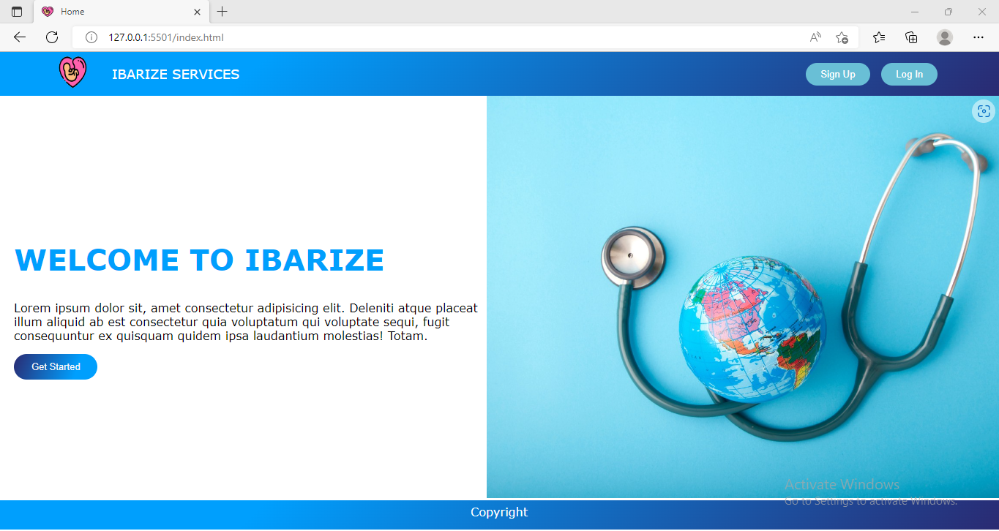 Home
127.0.0.1:5501/index.html
IBARIZE SERVICES
Sign Up
Log In
WELCOME TO IBARIZE
Lorem ipsum dolor sit, amet consectetur adipisicing elit. Deleniti atque placeat
illum aliquid ab est consectetur quia voluptatum qui voluptate sequi, fugit
consequuntur ex quisquam quidem ipsa laudantium molestias! Totam.
Get Started
Activate Windows
Go to Settings to activate Windows.
Copyright